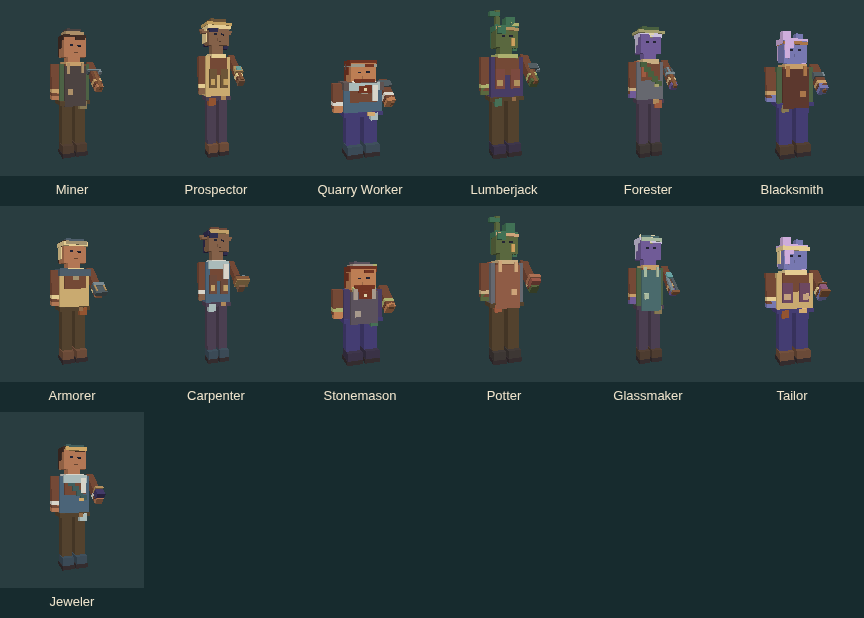 Miner
Prospector
Quarry Worker
Lumberjack
Forester
Blacksmith
Armorer
Carpenter
Stonemason
Potter
Glassmaker
Tailor
Jeweler